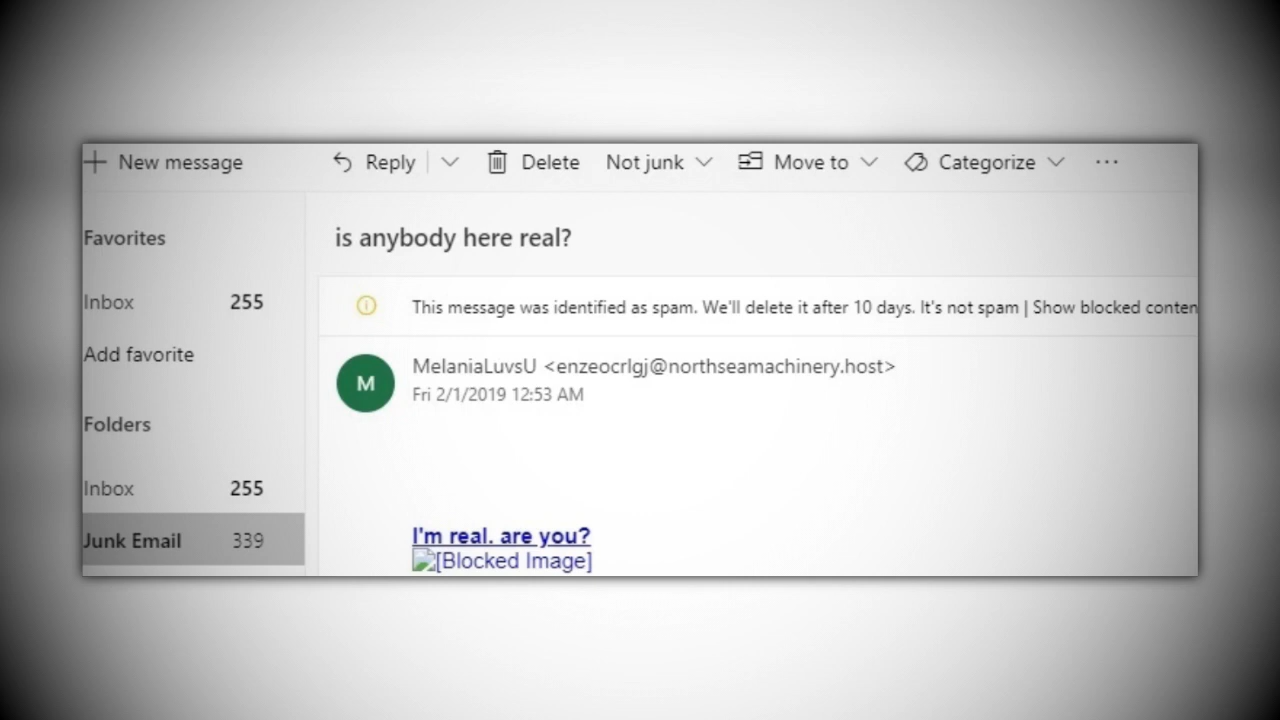 New message
Reply
Delete
Not junk
Move to
Categorize
Favorites
Inbox 255
Add favorite
Folders
Inbox 255
Junk Email 339
is anybody here real?
This message was identified as spam. We'll delete it after 10 days. It's not spam | Show blocked conten
M
MelaniaLuvsU <enzeocrlgj@northseamachinery.host>
Fri 2/1/2019 12:53 AM
I'm real. are you?
[Blocked Image]